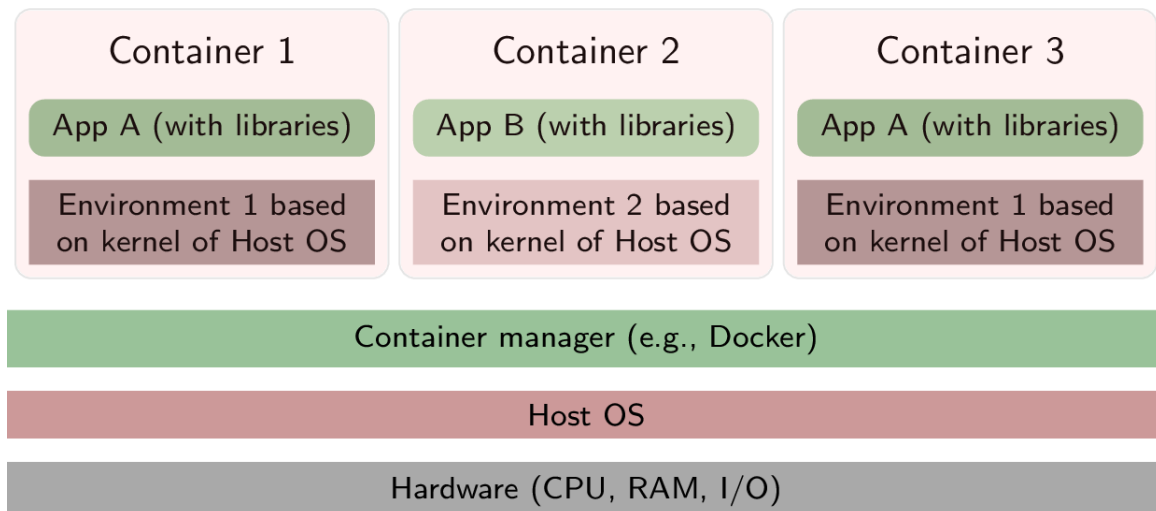 Container 1
Container 2
Container 3
App A (with libraries)
App B (with libraries)
App A (with libraries)
Environment 1 based
on kernel of Host OS
Environment 2 based
on kernel of Host OS
Environment 1 based
on kernel of Host OS
Container manager (e.g., Docker)
Host OS
Hardware (CPU, RAM, I/O)